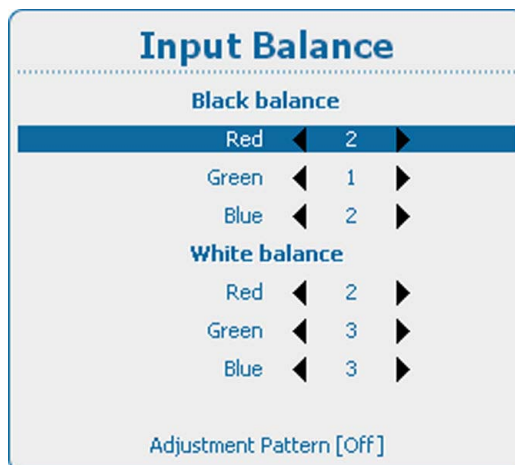 Input Balance
Black balance
Red 2
Green 1
Blue 2
White balance
Red 2
Green 3
Blue 3
Adjustment Pattern [Off]